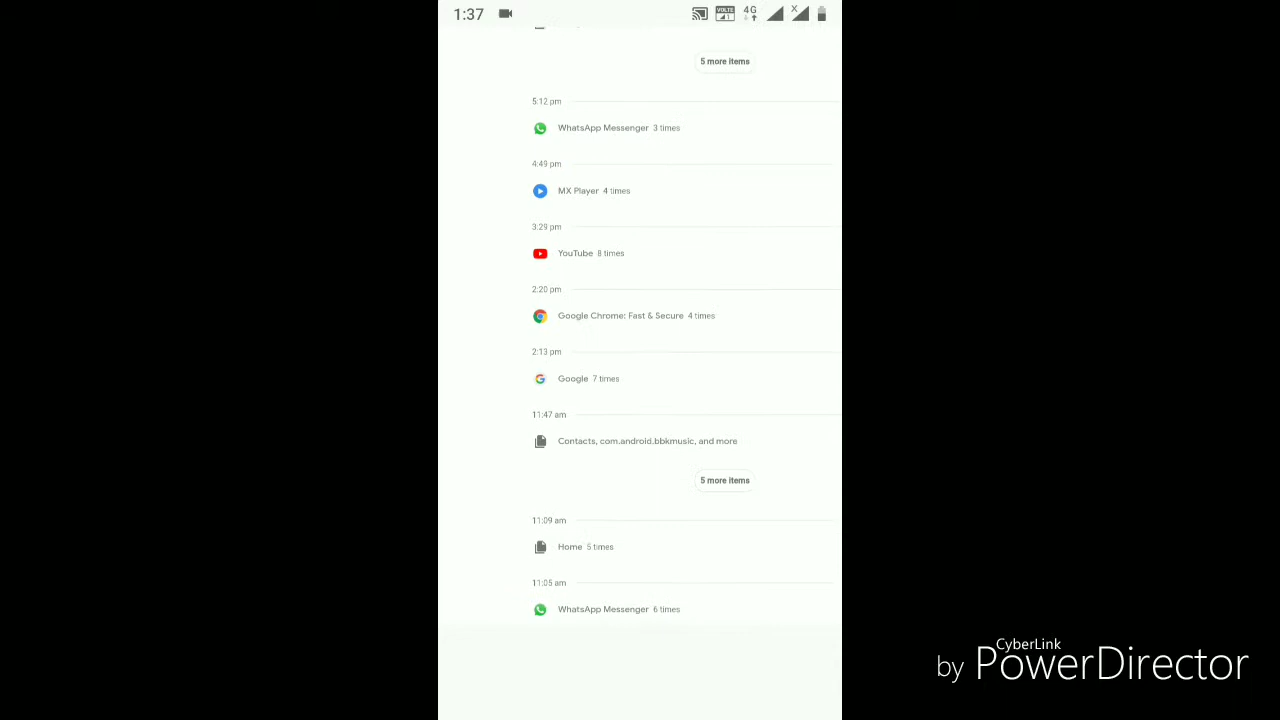 1:37
VOLTE 1 4G X
5 more items
5:12 pm
WhatsApp Messenger 3 times
4:49 pm
MX Player 4 times
3:29 pm
YouTube 8 times
2:20 pm
Google Chrome: Fast & Secure 4 times
2:13 pm
Google 7 times
11:47 am
Contacts, com.android.bbkmusic, and more
5 more items
11:09 am
Home 5 times
11:05 am
WhatsApp Messenger 6 times
CyberLink
by PowerDirector